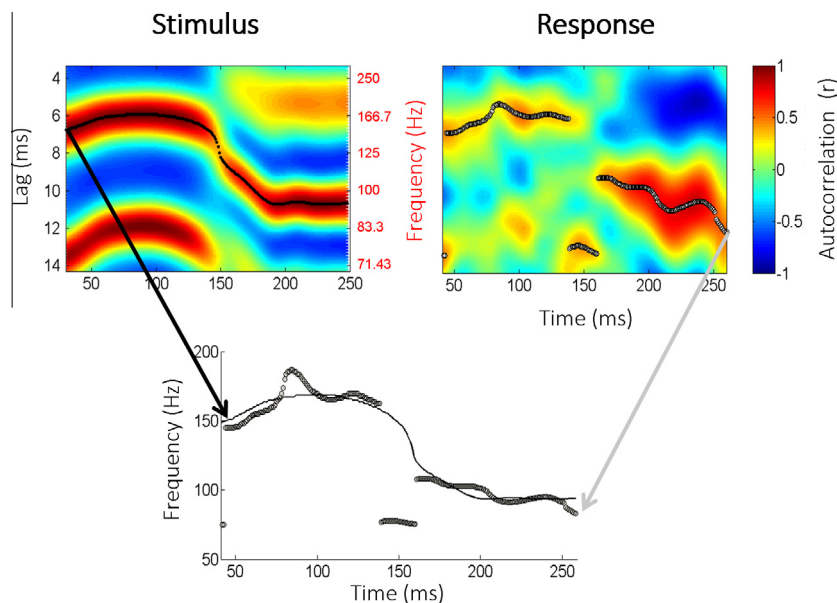 Stimulus
Response
Lag (ms)
4
6
8
10
12
14
50 100 150 200 250
250
166.7
125
100
83.3
71.43
Frequency (Hz)
50 100 150 200 250
Time (ms)
1
0.5
0
-0.5
-1
Autocorrelation (r)
Frequency (Hz)
200
150
100
50
50 100 150 200 250
Time (ms)